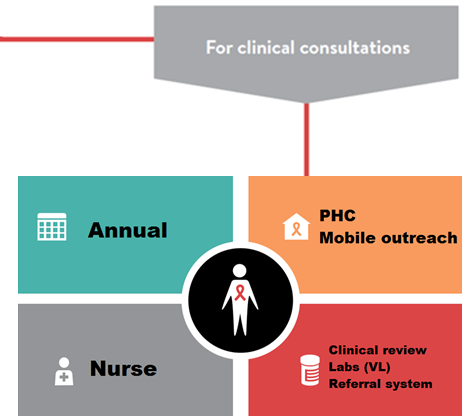 For clinical consultations
Annual
PHC
Mobile outreach
Nurse
Clinical review
Labs (VL)
Referral system